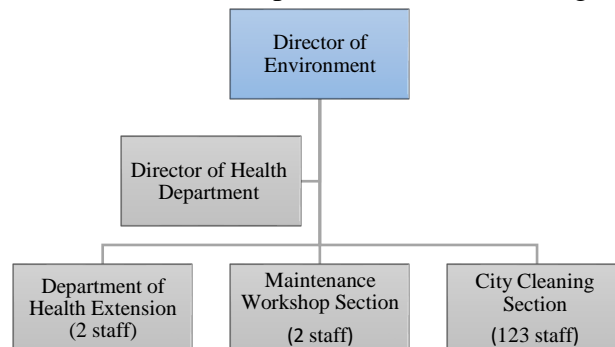 Director of
Environment
Director of Health
Department
Department of
Health Extension
(2 staff)
Maintenance
Workshop Section
(2 staff)
City Cleaning
Section
(123 staff)